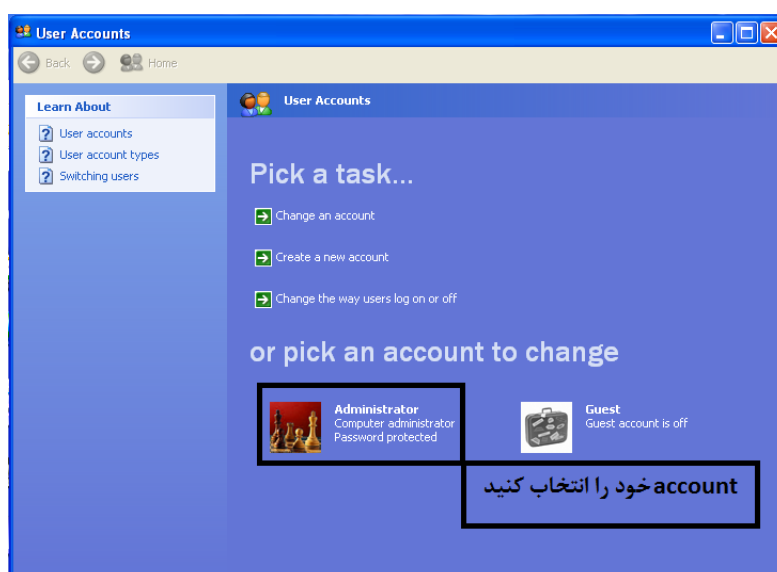 User Accounts
Back Home
Learn About
User accounts
User account types
Switching users
User Accounts
Pick a task...
Change an account
Create a new account
Change the way users log on or off
or pick an account to change
Administrator
Computer administrator
Password protected
Guest
Guest account is off
account خود را انتخاب کنید